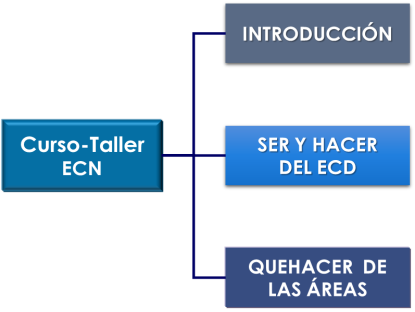 INTRODUCCIÓN
Curso-Taller
ECN
SER Y HACER
DEL ECD
QUEHACER DE
LAS ÁREAS